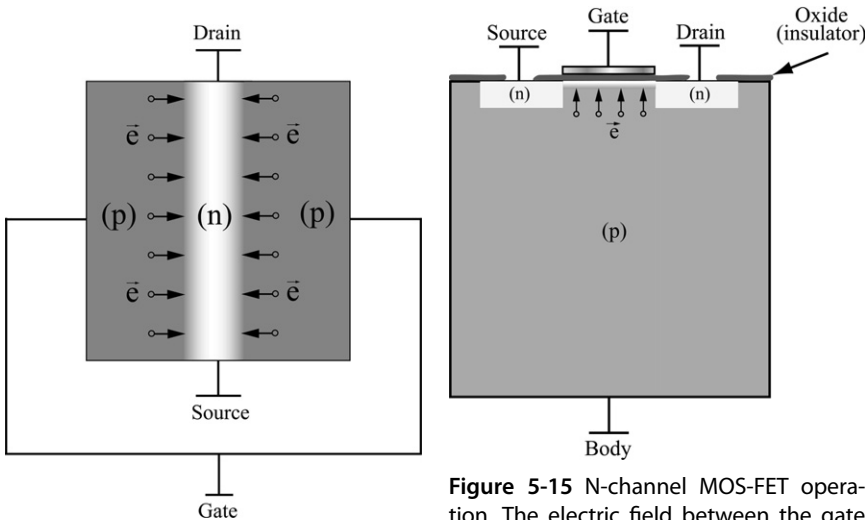 Drain
e e
(p) (n) (p)
e e
Source
Gate
Gate
Source Drain
Oxide
(insulator)
(n) (n)
e
(p)
Body
Figure 5-15 N-channel MOS-FET opera-
tion. The electric field between the gate